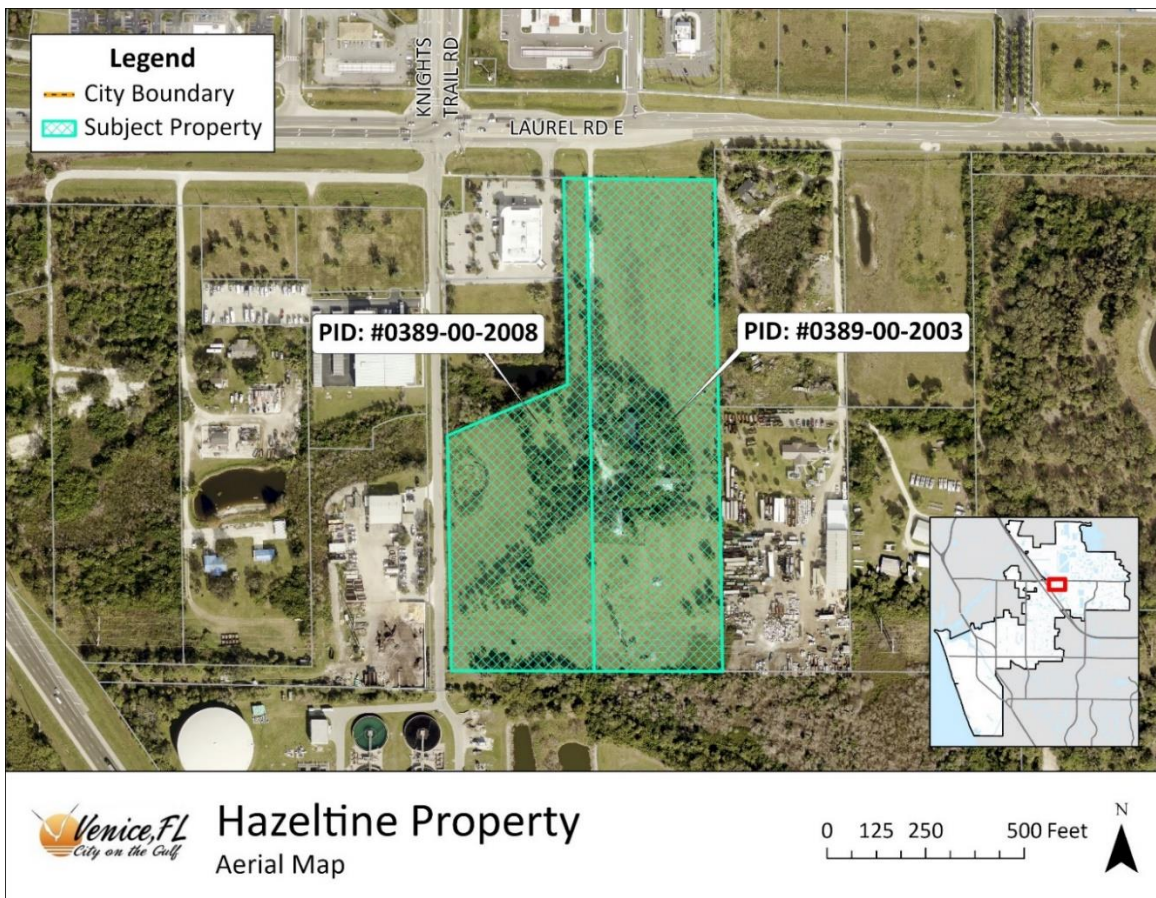 Legend
City Boundary
Subject Property
KNIGHTS
TRAIL RD
LAUREL RD E
PID: #0389-00-2008
PID: #0389-00-2003
Venice, FL
City on the Gulf
Hazeltine Property
Aerial Map
0 125 250 500 Feet
N